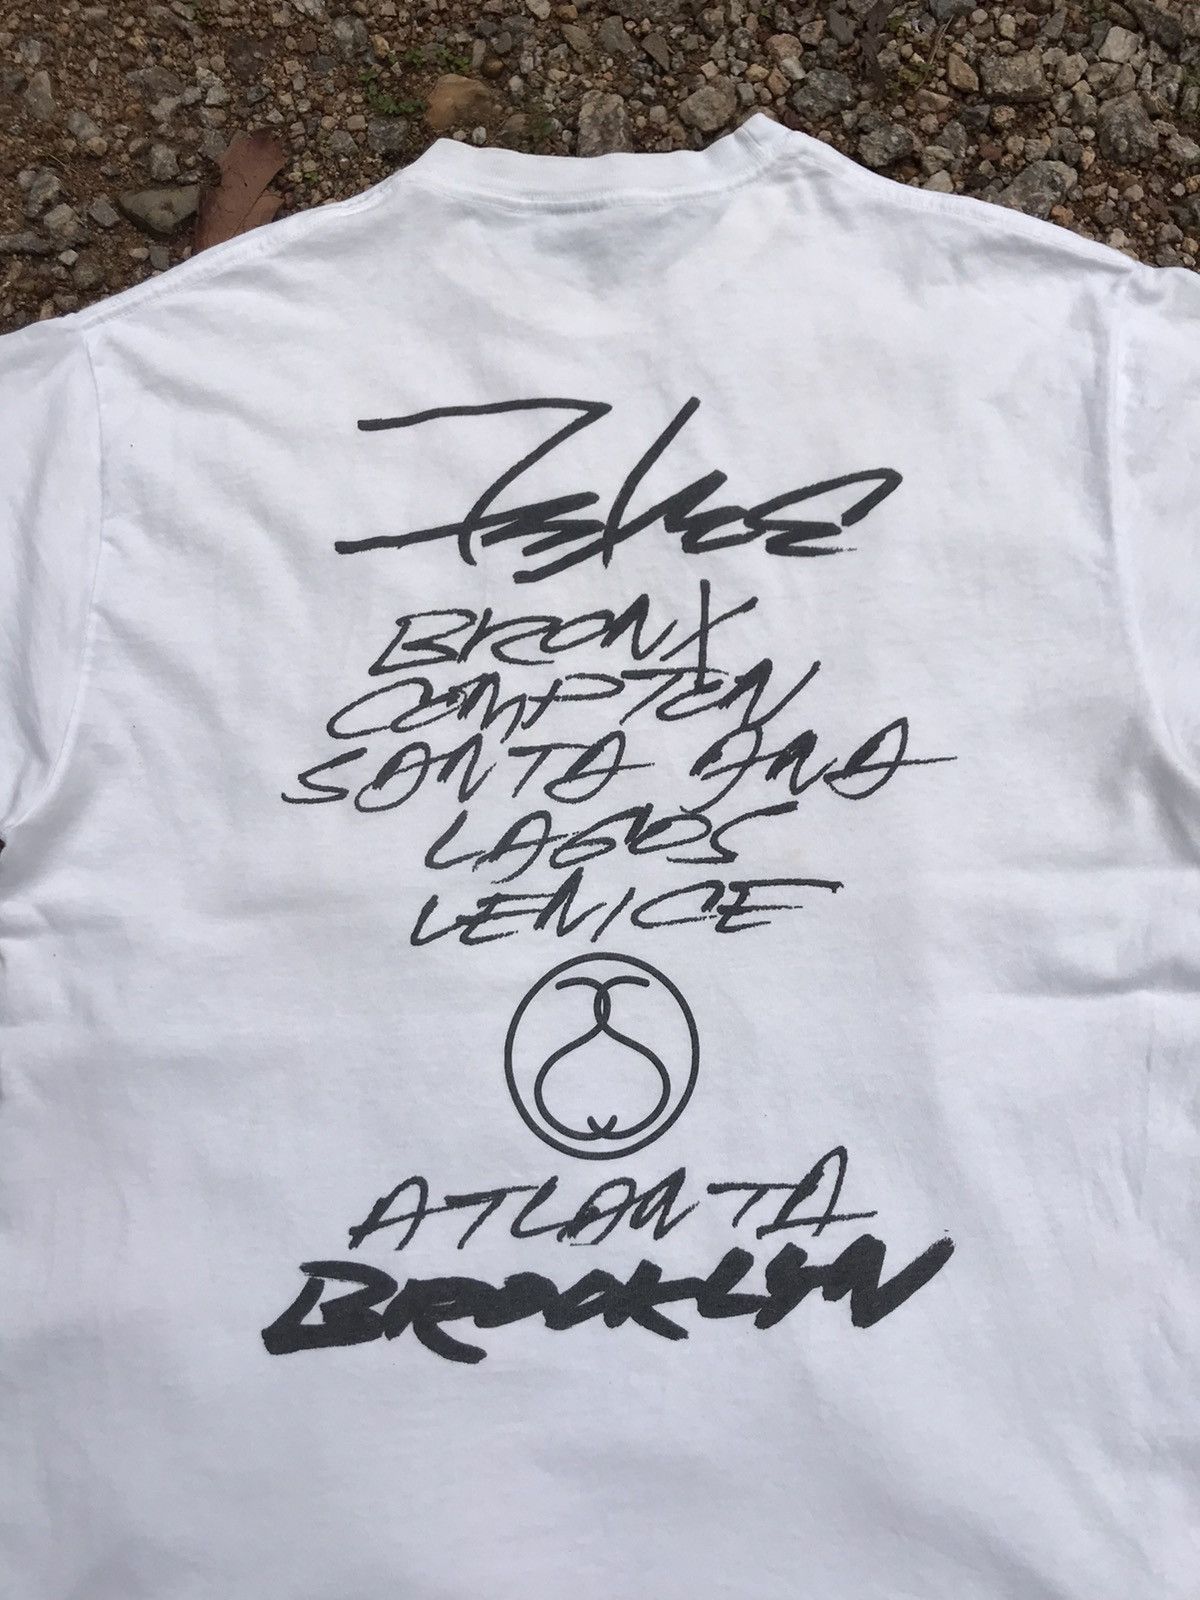 BRONX
COMPTON
SANTA ANA
LAGOS
VENICE
ATLANTA
BROOKLYN